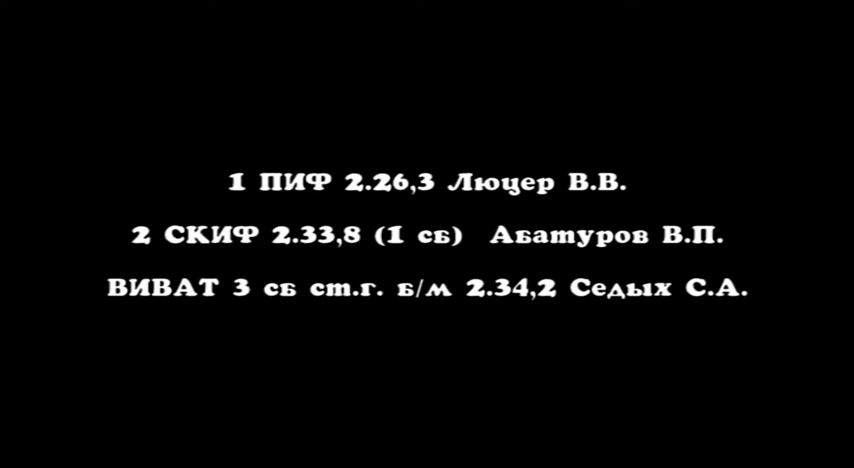 1 ПИФ 2.26,3 Люцер В.В.
2 СКИФ 2.33,8 (1 сб) Абатуров В.П.
ВИВАТ 3 сб ст.г. б/м 2.34,2 Седых С.А.